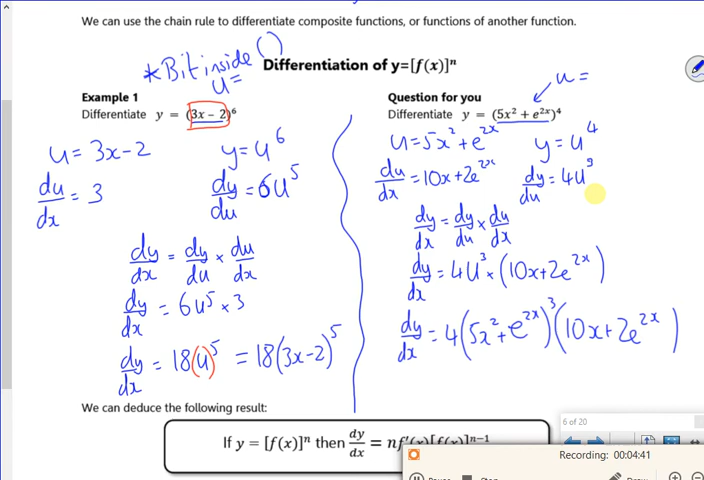 We can use the chain rule to differentiate composite functions, or functions of another function.
*Bit inside ()
u=
Differentiation of y=[f(x)]ⁿ
Example 1
Differentiate y = (3x – 2)⁶
u = 3x-2
y = u⁶
du/dx = 3
dy/du = 6u⁵
dy/dx = dy/du × du/dx
dy/dx = 6u⁵ × 3
dy/dx = 18(u)⁵ = 18(3x-2)⁵
u =
Question for you
Differentiate y = (5x² + e²ˣ)⁴
u = 5x² + e²ˣ
y = u⁴
du/dx = 10x + 2e²ˣ
dy/du = 4u³
dy/dx = dy/du × du/dx
dy/dx = 4u³ × (10x + 2e²ˣ)
dy/dx = 4(5x² + e²ˣ)³(10x + 2e²ˣ)
We can deduce the following result:
If y = [f(x)]ⁿ then dy/dx = nf'(x)[f(x)]ⁿ⁻¹
6 of 20
Recording: 00:04:41